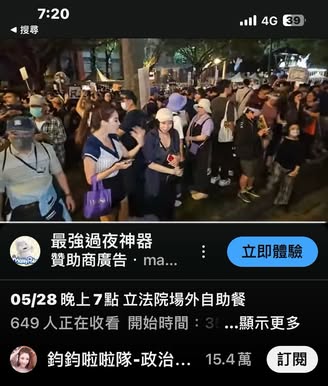 7:20
4G 39
◀ 搜尋
最強過夜神器
贊助商廣告・ma...
立即體驗
05/28 晚上 7 點 立法院場外自助餐
649 人正在收看 開始時間：3 ...顯示更多
鈞鈞啦啦隊-政治...
15.4 萬
訂閱